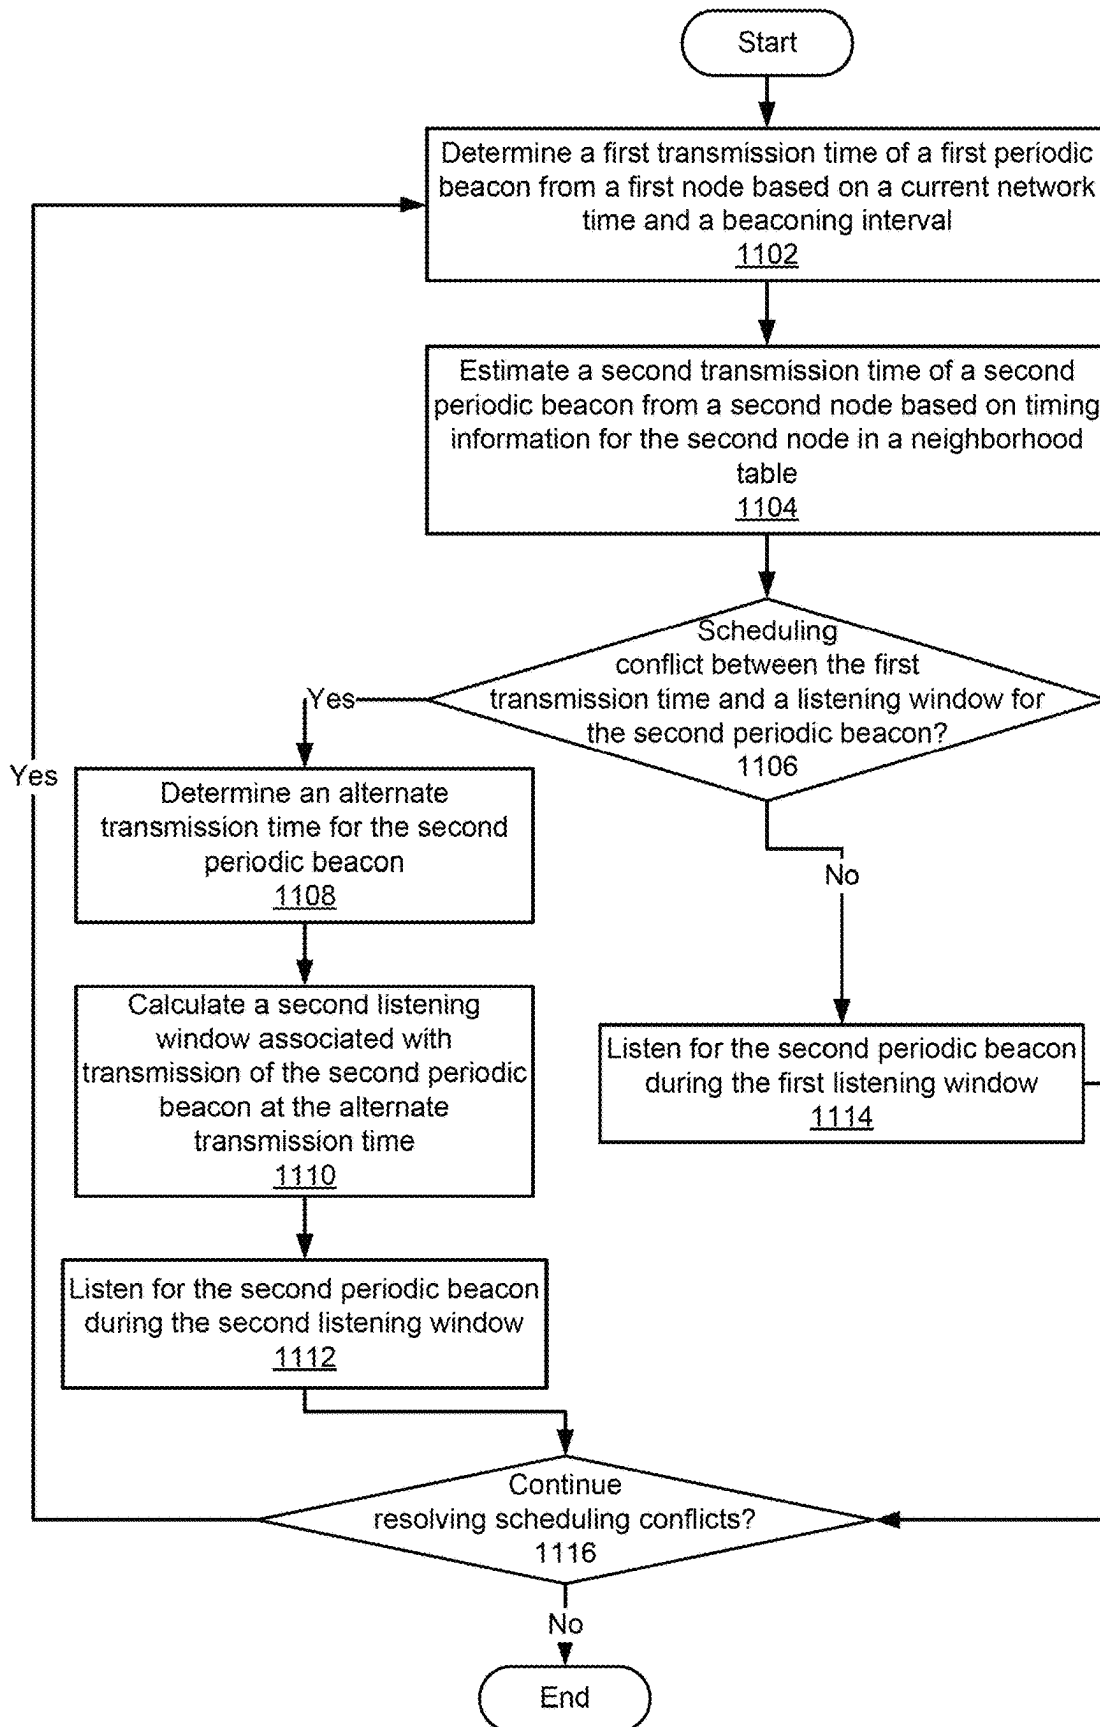 Start
Determine a first transmission time of a first periodic
beacon from a first node based on a current network
time and a beaconing interval
1102
Estimate a second transmission time of a second
periodic beacon from a second node based on timing
information for the second node in a neighborhood
table
1104
Scheduling
conflict between the first
transmission time and a listening window for
the second periodic beacon?
1106
Yes
No
Yes
Determine an alternate
transmission time for the second
periodic beacon
1108
Calculate a second listening
window associated with
transmission of the second periodic
beacon at the alternate
transmission time
1110
Listen for the second periodic beacon
during the first listening window
1114
Listen for the second periodic beacon
during the second listening window
1112
Continue
resolving scheduling conflicts?
1116
No
End